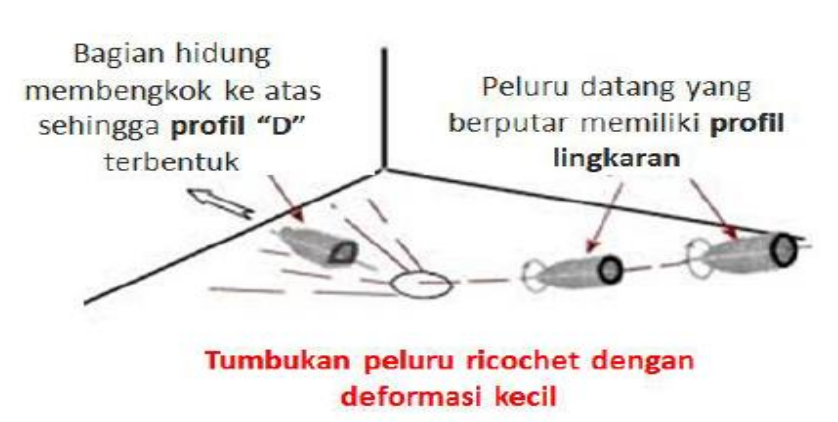 Bagian hidung
membengkok ke atas
sehingga profil “D”
terbentuk
Peluru datang yang
berputar memiliki profil
lingkaran
Tumbukan peluru ricochet dengan
deformasi kecil